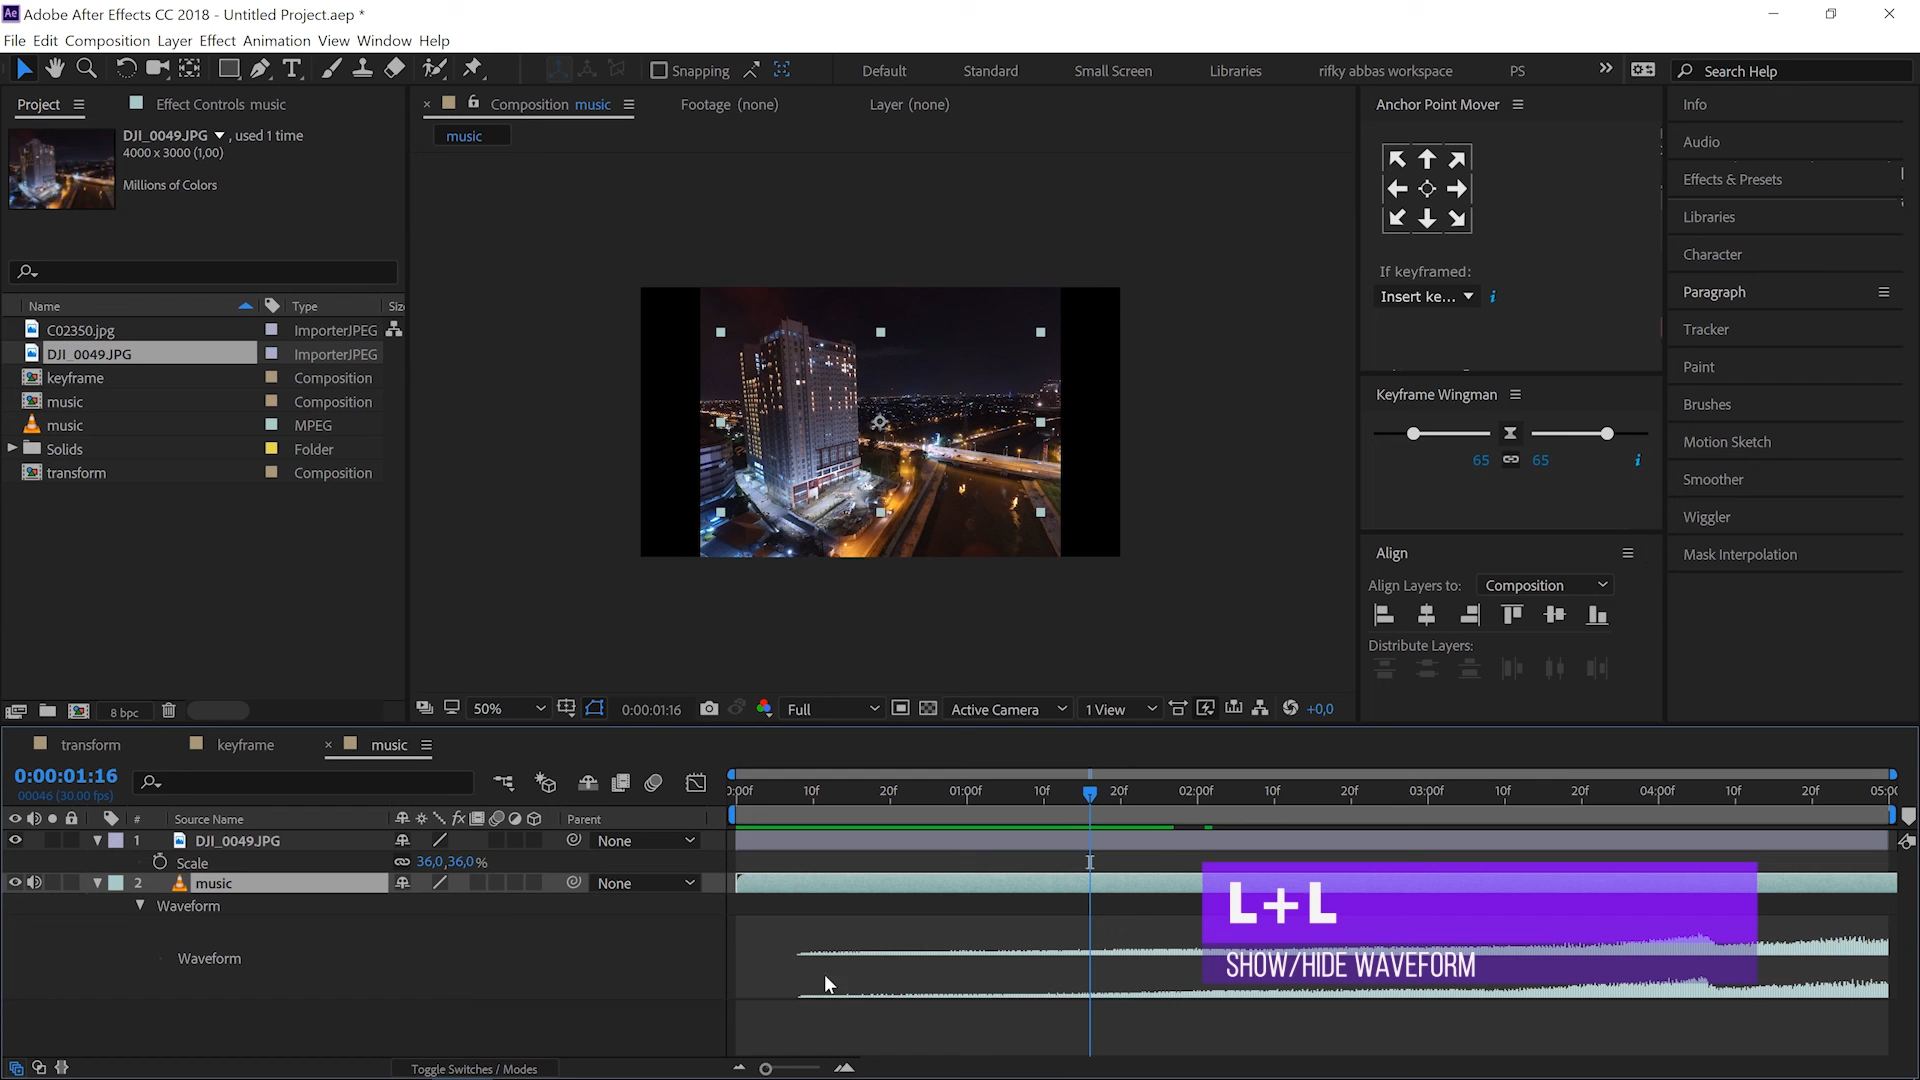 Ae Adobe After Effects CC 2018 - Untitled Project.aep *
File Edit Composition Layer Effect Animation View Window Help
Snapping
Default Standard Small Screen Libraries rifky abbas workspace PS
Search Help
Project
Effect Controls music
DJI_0049.JPG , used 1 time
4000 x 3000 (1,00)
Millions of Colors
Name Type Siz
C02350.jpg ImporterJPEG
DJI_0049.JPG ImporterJPEG
keyframe Composition
music Composition
music MPEG
Solids Folder
transform Composition
8 bpc
Composition music
Footage (none)
Layer (none)
music
50%
0:00:01:16
Full
Active Camera
1 View
+0,0
Anchor Point Mover
If keyframed:
Insert ke...
i
Keyframe Wingman
65 65
i
Align
Align Layers to: Composition
Distribute Layers:
Info
Audio
Effects & Presets
Libraries
Character
Paragraph
Tracker
Paint
Brushes
Motion Sketch
Smoother
Wiggler
Mask Interpolation
transform keyframe music
0:00:01:16
00046 (30.00 fps)
0:00f 10f 20f 01:00f 10f 20f 02:00f 10f 20f 03:00f 10f 20f 04:00f 10f 20f 05:00
# Source Name fx Parent
1 DJI_0049.JPG None
Scale 36,0,36,0%
2 music None
Waveform
Waveform
L+L
SHOW/HIDE WAVEFORM
Toggle Switches / Modes